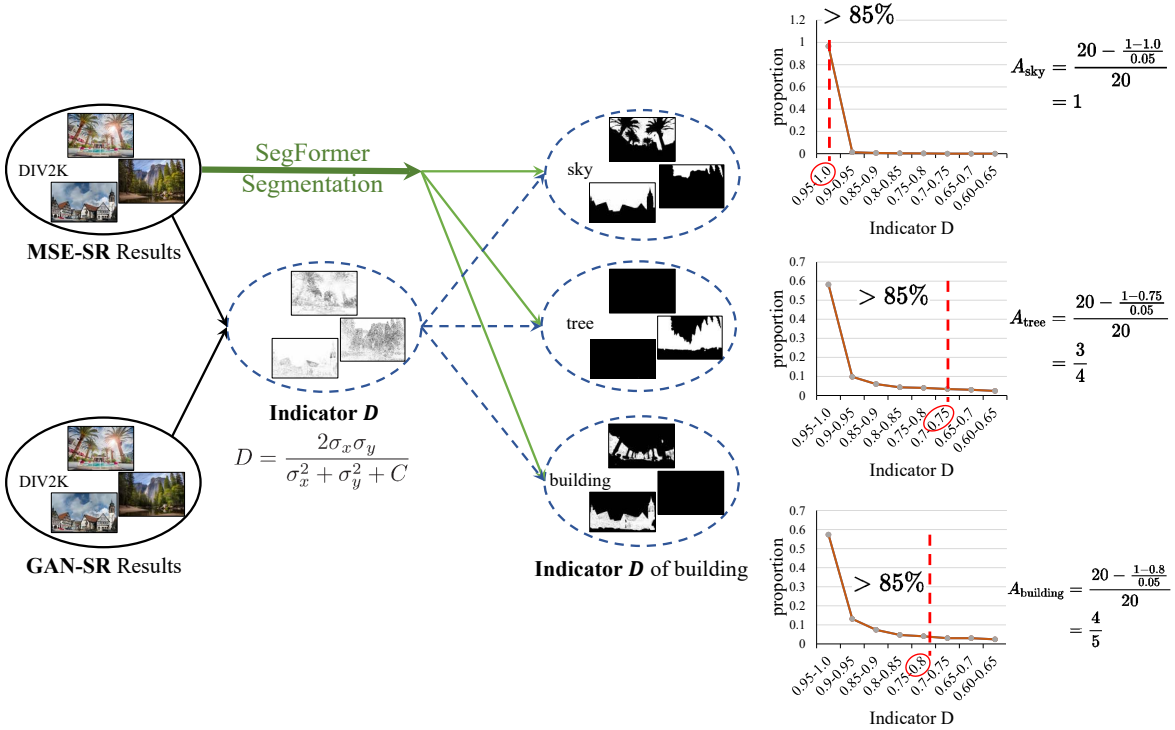 DIV2K
MSE-SR Results
SegFormer
Segmentation
DIV2K
GAN-SR Results
Indicator D
D = 2σ_xσ_y / (σ_x^2 + σ_y^2 + C)
sky
tree
building
Indicator D of building
> 85%
proportion
1.2
1
0.8
0.6
0.4
0.2
0
0.95-1.0 0.9-0.95 0.85-0.9 0.8-0.85 0.75-0.8 0.7-0.75 0.65-0.7 0.60-0.65
Indicator D
A_sky = (20 − (1−1.0)/0.05) / 20
= 1
> 85%
proportion
0.7
0.6
0.5
0.4
0.3
0.2
0.1
0
0.95-1.0 0.9-0.95 0.85-0.9 0.8-0.85 0.75-0.8 0.7-0.75 0.65-0.7 0.60-0.65
Indicator D
A_tree = (20 − (1−0.75)/0.05) / 20
= 3/4
> 85%
proportion
0.7
0.6
0.5
0.4
0.3
0.2
0.1
0
0.95-1.0 0.9-0.95 0.85-0.9 0.8-0.85 0.75-0.8 0.7-0.75 0.65-0.7 0.60-0.65
Indicator D
A_building = (20 − (1−0.8)/0.05) / 20
= 4/5